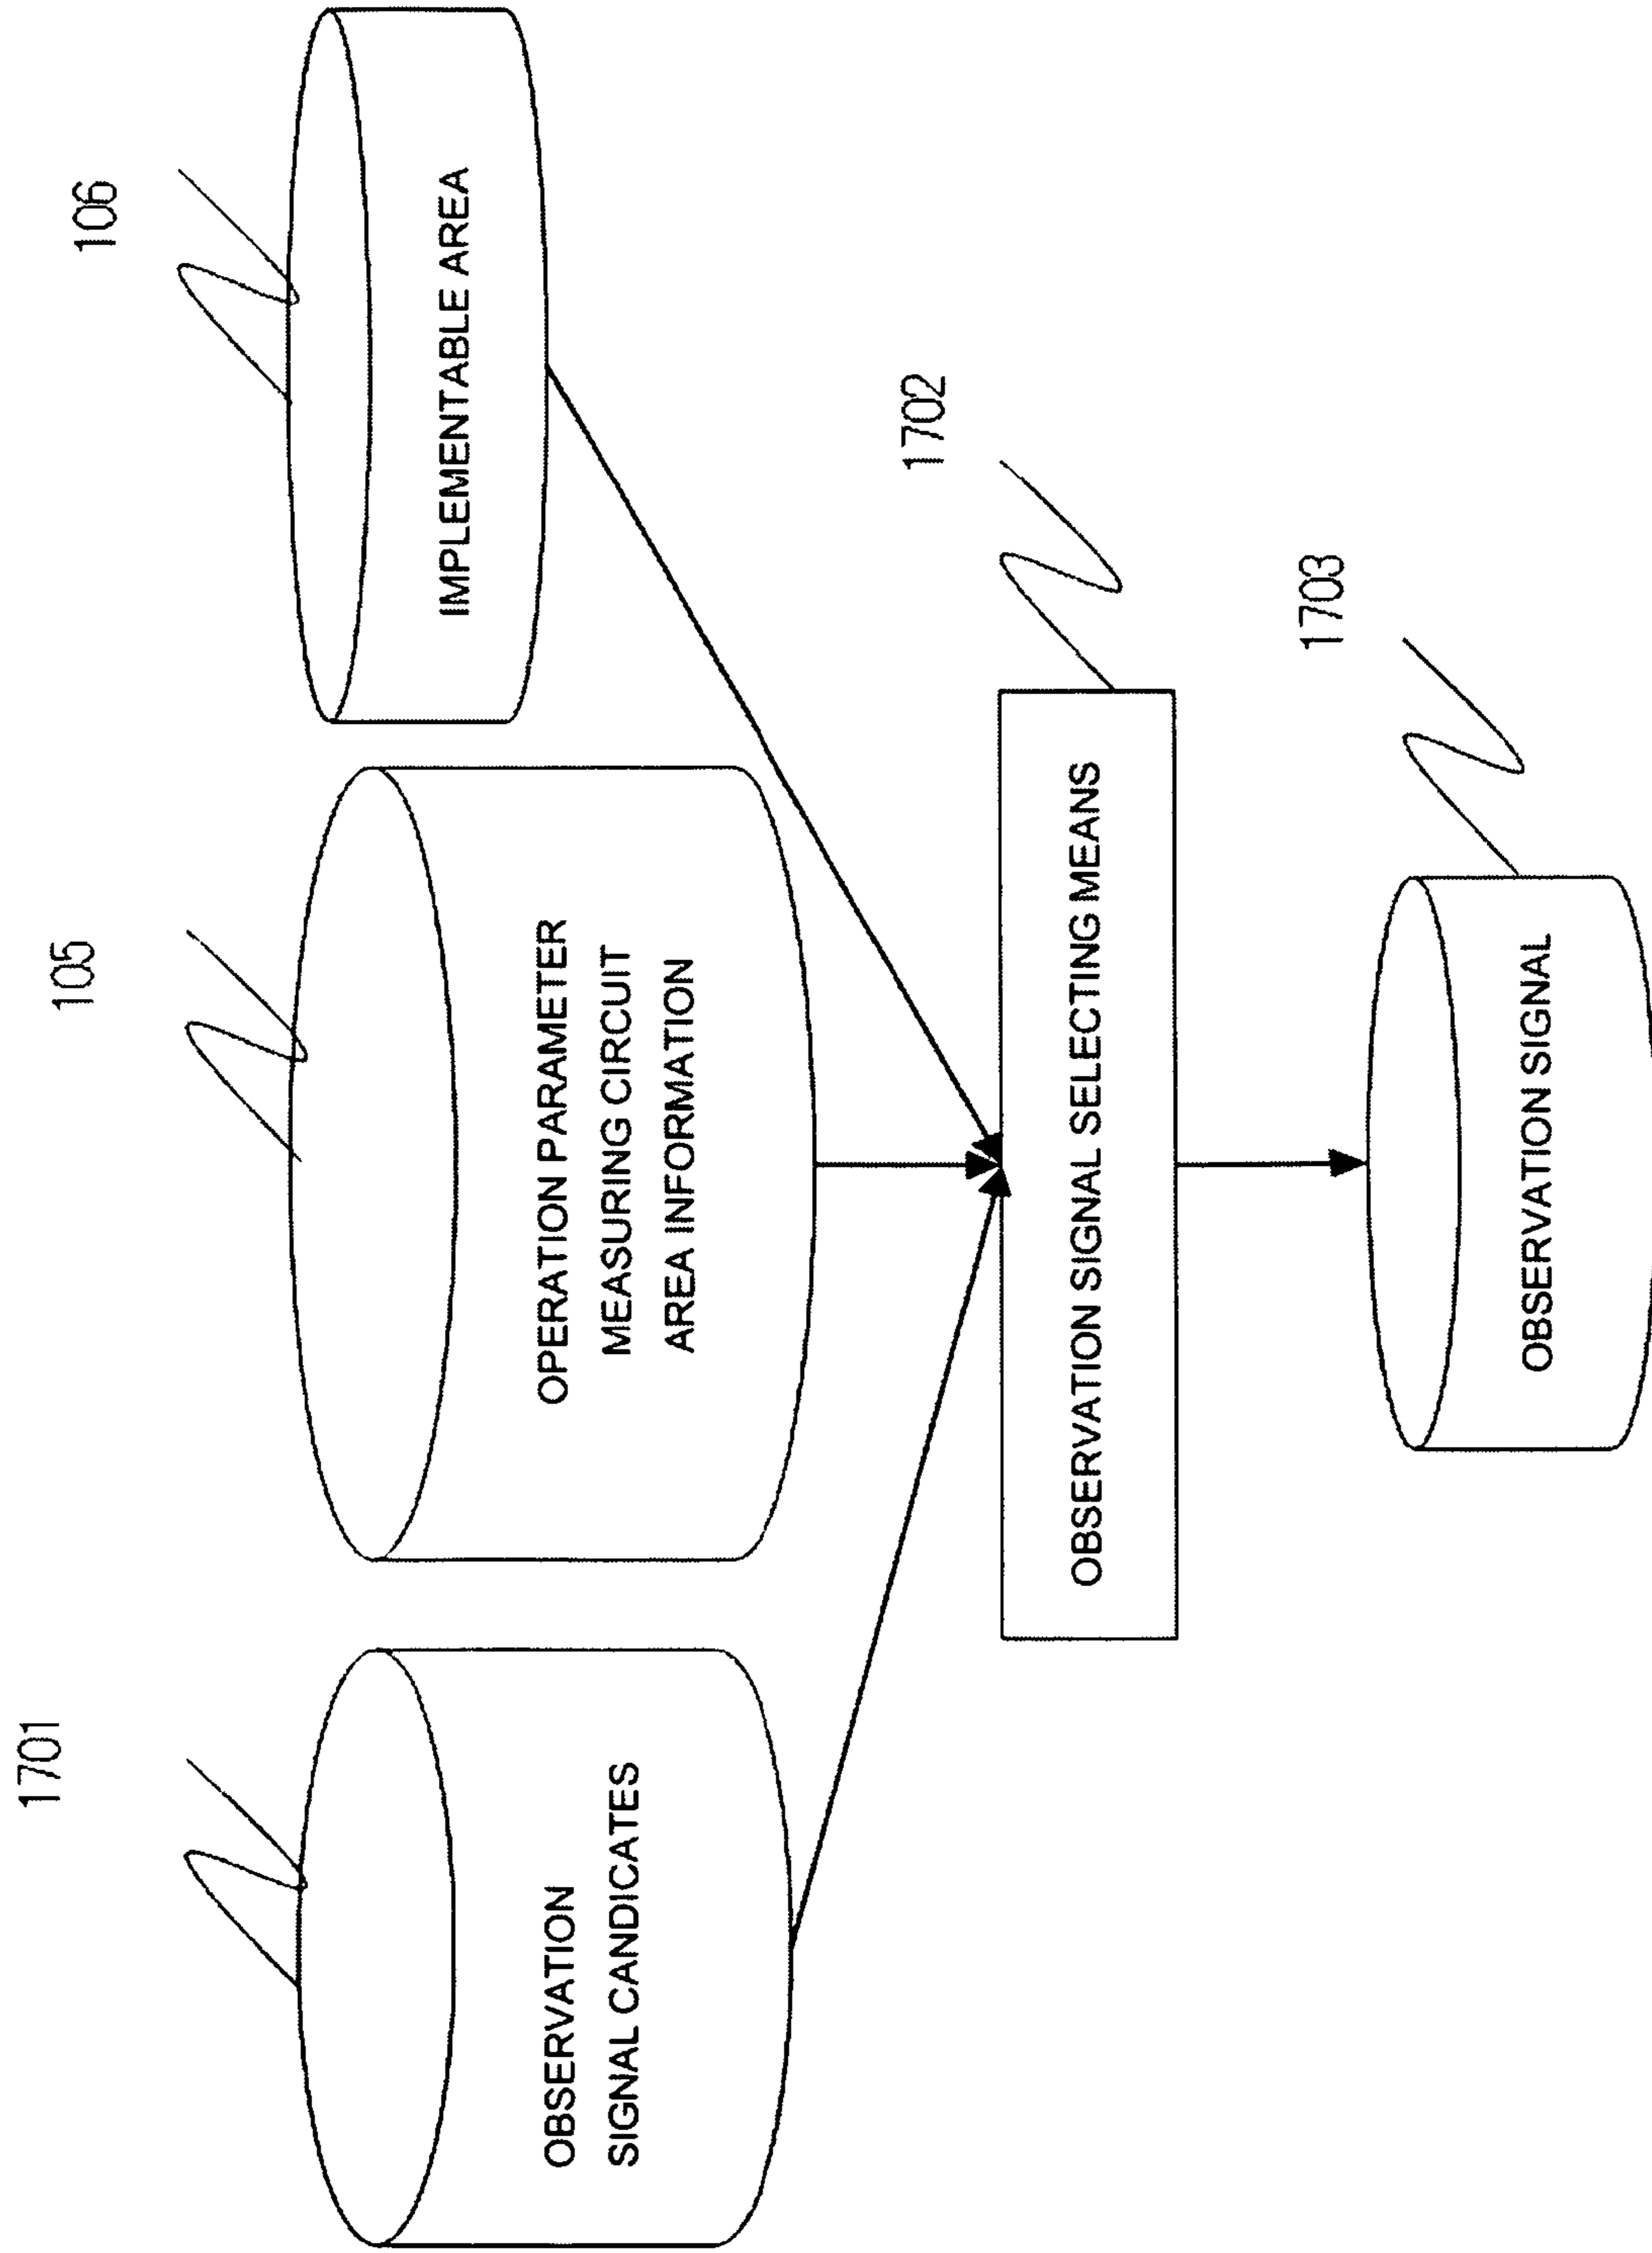 1701
OBSERVATION
SIGNAL CANDICATES
105
OPERATION PARAMETER
MEASURING CIRCUIT
AREA INFORMATION
106
IMPLEMENTABLE AREA
1702
OBSERVATION SIGNAL SELECTING MEANS
1703
OBSERVATION SIGNAL